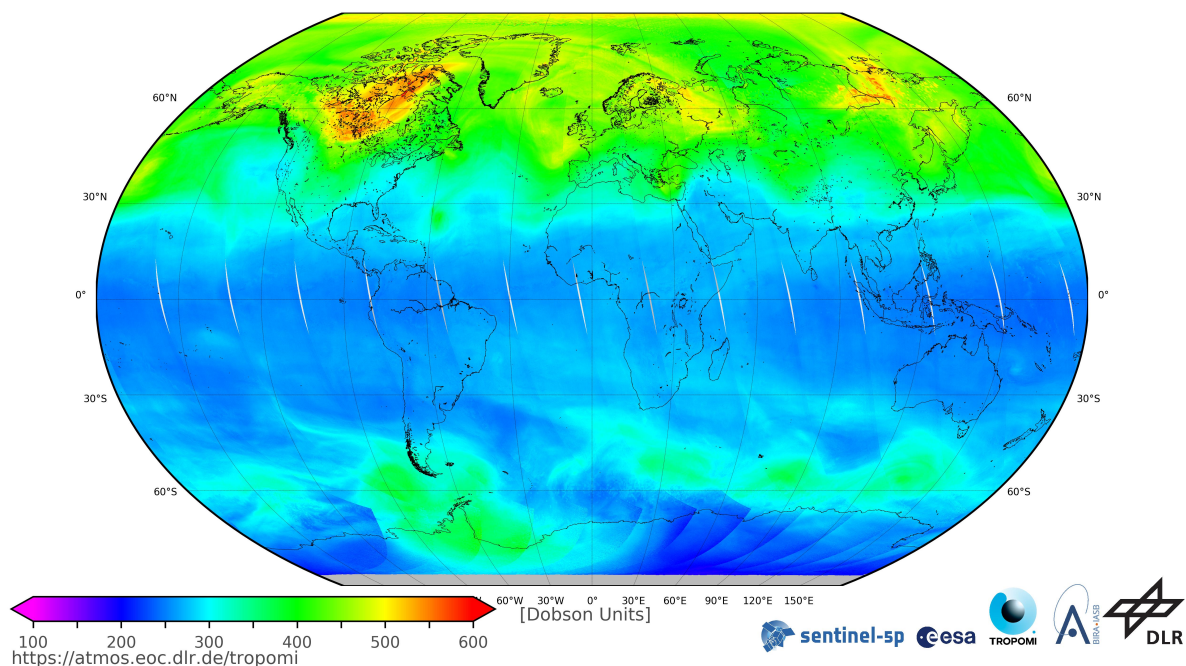 60°N
60°N
30°N
30°N
0°
0°
30°S
30°S
60°S
60°S
60°W 30°W 0° 30°E 60°E 90°E 120°E 150°E
[Dobson Units]
100 200 300 400 500 600
https://atmos.eoc.dlr.de/tropomi
sentinel-5p
esa
TROPOMI
BIRA-IASB
DLR